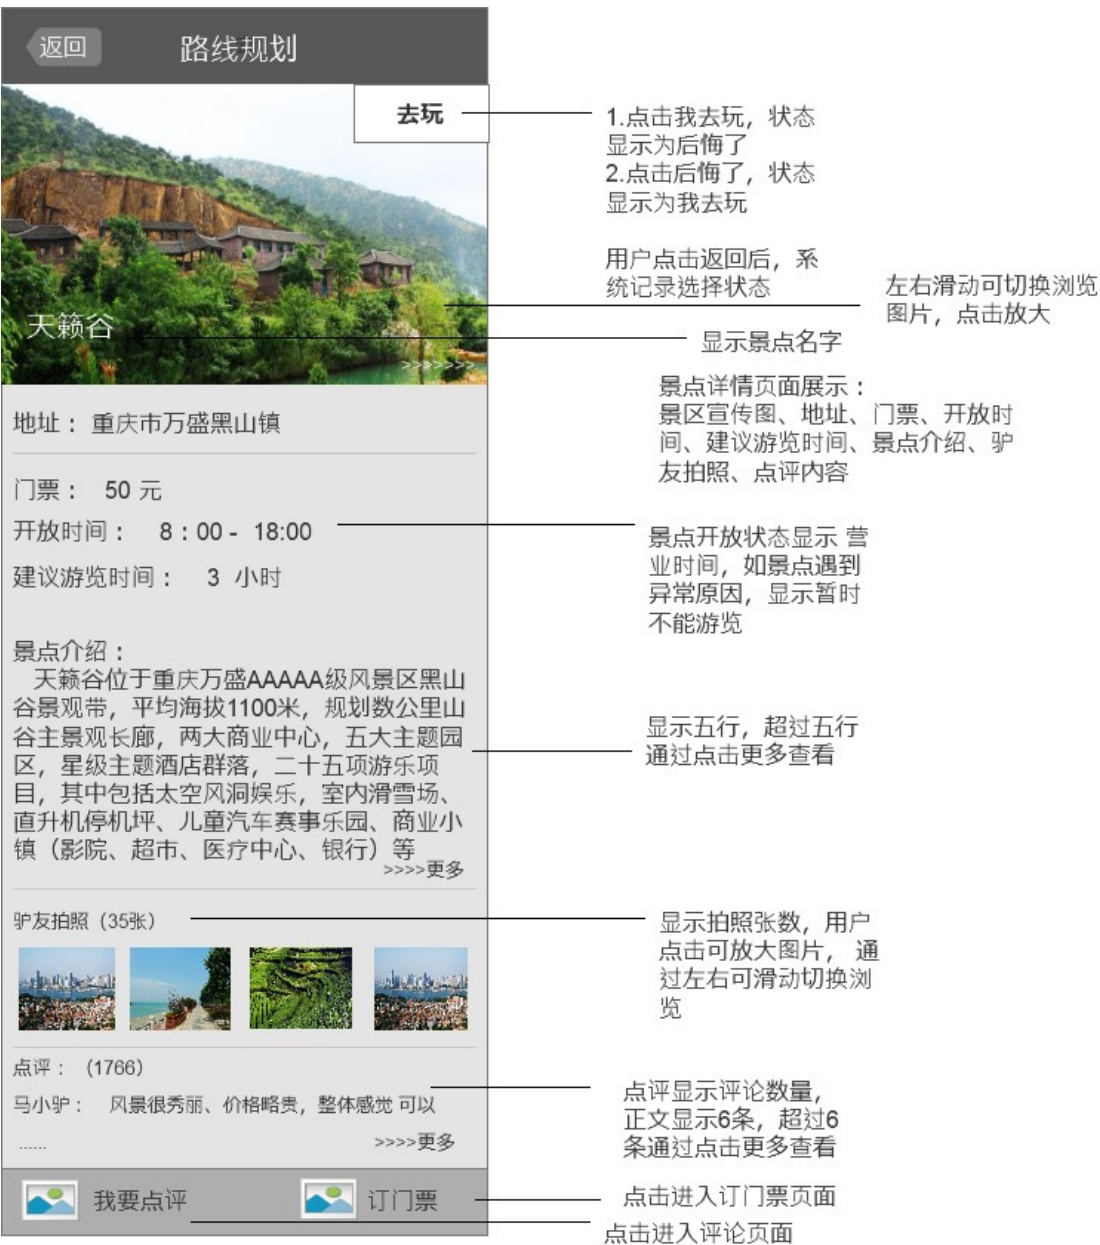 返回
路线规划
去玩
1.点击我去玩，状态
显示为后悔了
2.点击后悔了，状态
显示为我去玩
用户点击返回后，系
统记录选择状态
左右滑动可切换浏览
图片，点击放大
天籁谷
>>>>>>>
显示景点名字
景点详情页面展示：
景区宣传图、地址、门票、开放时
间、建议游览时间、景点介绍、驴
友拍照、点评内容
地址： 重庆市万盛黑山镇
门票： 50 元
开放时间： 8：00 - 18:00
景点开放状态显示 营
业时间，如景点遇到
异常原因，显示暂时
不能游览
建议游览时间： 3 小时
景点介绍：
天籁谷位于重庆万盛AAAAA级风景区黑山
谷景观带，平均海拔1100米，规划数公里山
谷主景观长廊，两大商业中心，五大主题园
区，星级主题酒店群落，二十五项游乐项
目，其中包括太空风洞娱乐，室内滑雪场、
直升机停机坪、儿童汽车赛事乐园、商业小
镇（影院、超市、医疗中心、银行）等
>>>>更多
显示五行，超过五行
通过点击更多查看
驴友拍照（35张）
显示拍照张数，用户
点击可放大图片， 通
过左右可滑动切换浏
览
点评： （1766）
马小驴： 风景很秀丽、价格略贵，整体感觉 可以
......
>>>>更多
点评显示评论数量，
正文显示6条，超过6
条通过点击更多查看
我要点评
订门票
点击进入订门票页面
点击进入评论页面